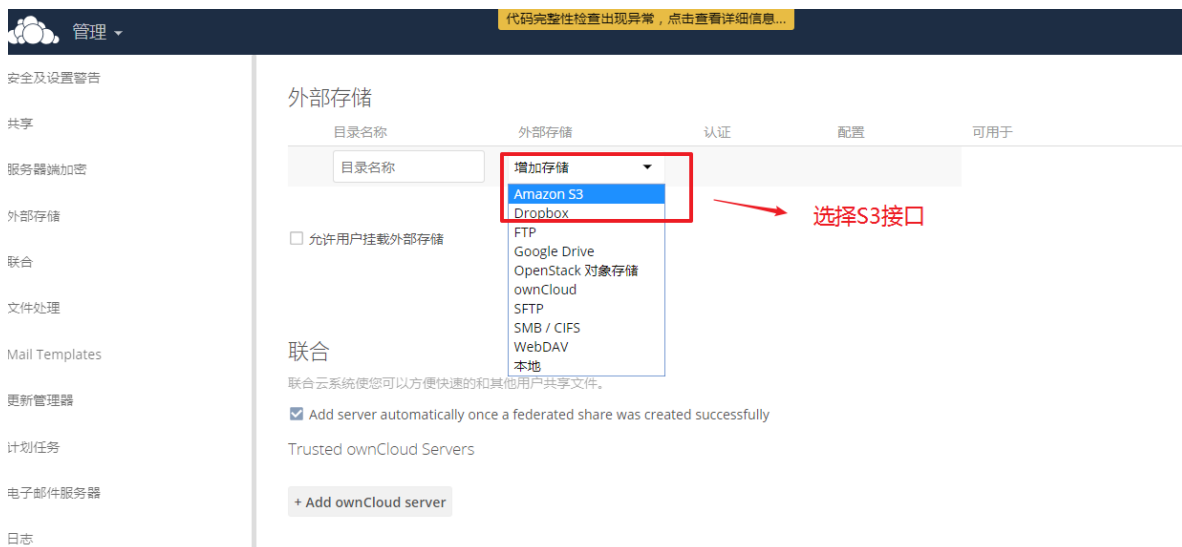 代码完整性检查出现异常，点击查看详细信息...
管理
安全及设置警告
共享
服务器端加密
外部存储
联合
文件处理
Mail Templates
更新管理器
计划任务
电子邮件服务器
日志
外部存储
目录名称 外部存储 认证 配置 可用于
目录名称 增加存储
Amazon S3
Dropbox
FTP
Google Drive
OpenStack 对象存储
ownCloud
SFTP
SMB / CIFS
WebDAV
本地
选择S3接口
允许用户挂载外部存储
联合
联合云系统使您可以方便快速的和其他用户共享文件。
Add server automatically once a federated share was created successfully
Trusted ownCloud Servers
+ Add ownCloud server